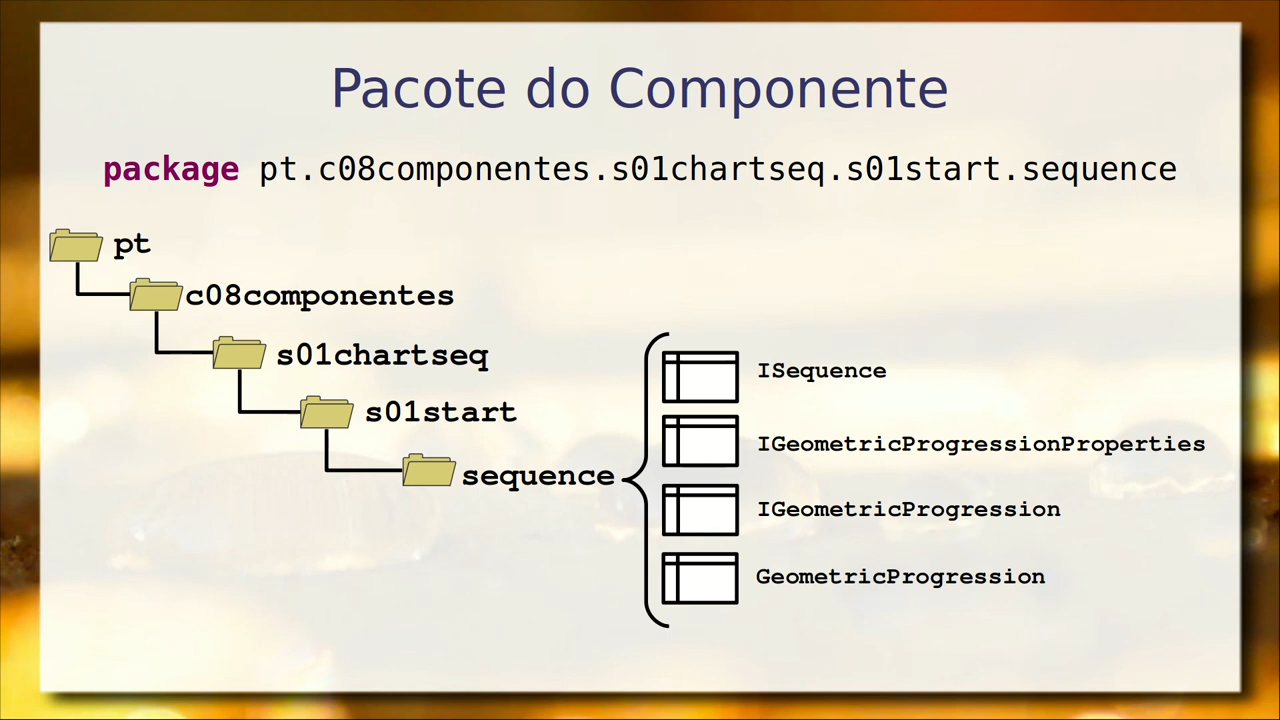 Pacote do Componente
package pt.c08componentes.s01chartseq.s01start.sequence
pt
c08componentes
s01chartseq
s01start
sequence
ISequence
IGeometricProgressionProperties
IGeometricProgression
GeometricProgression